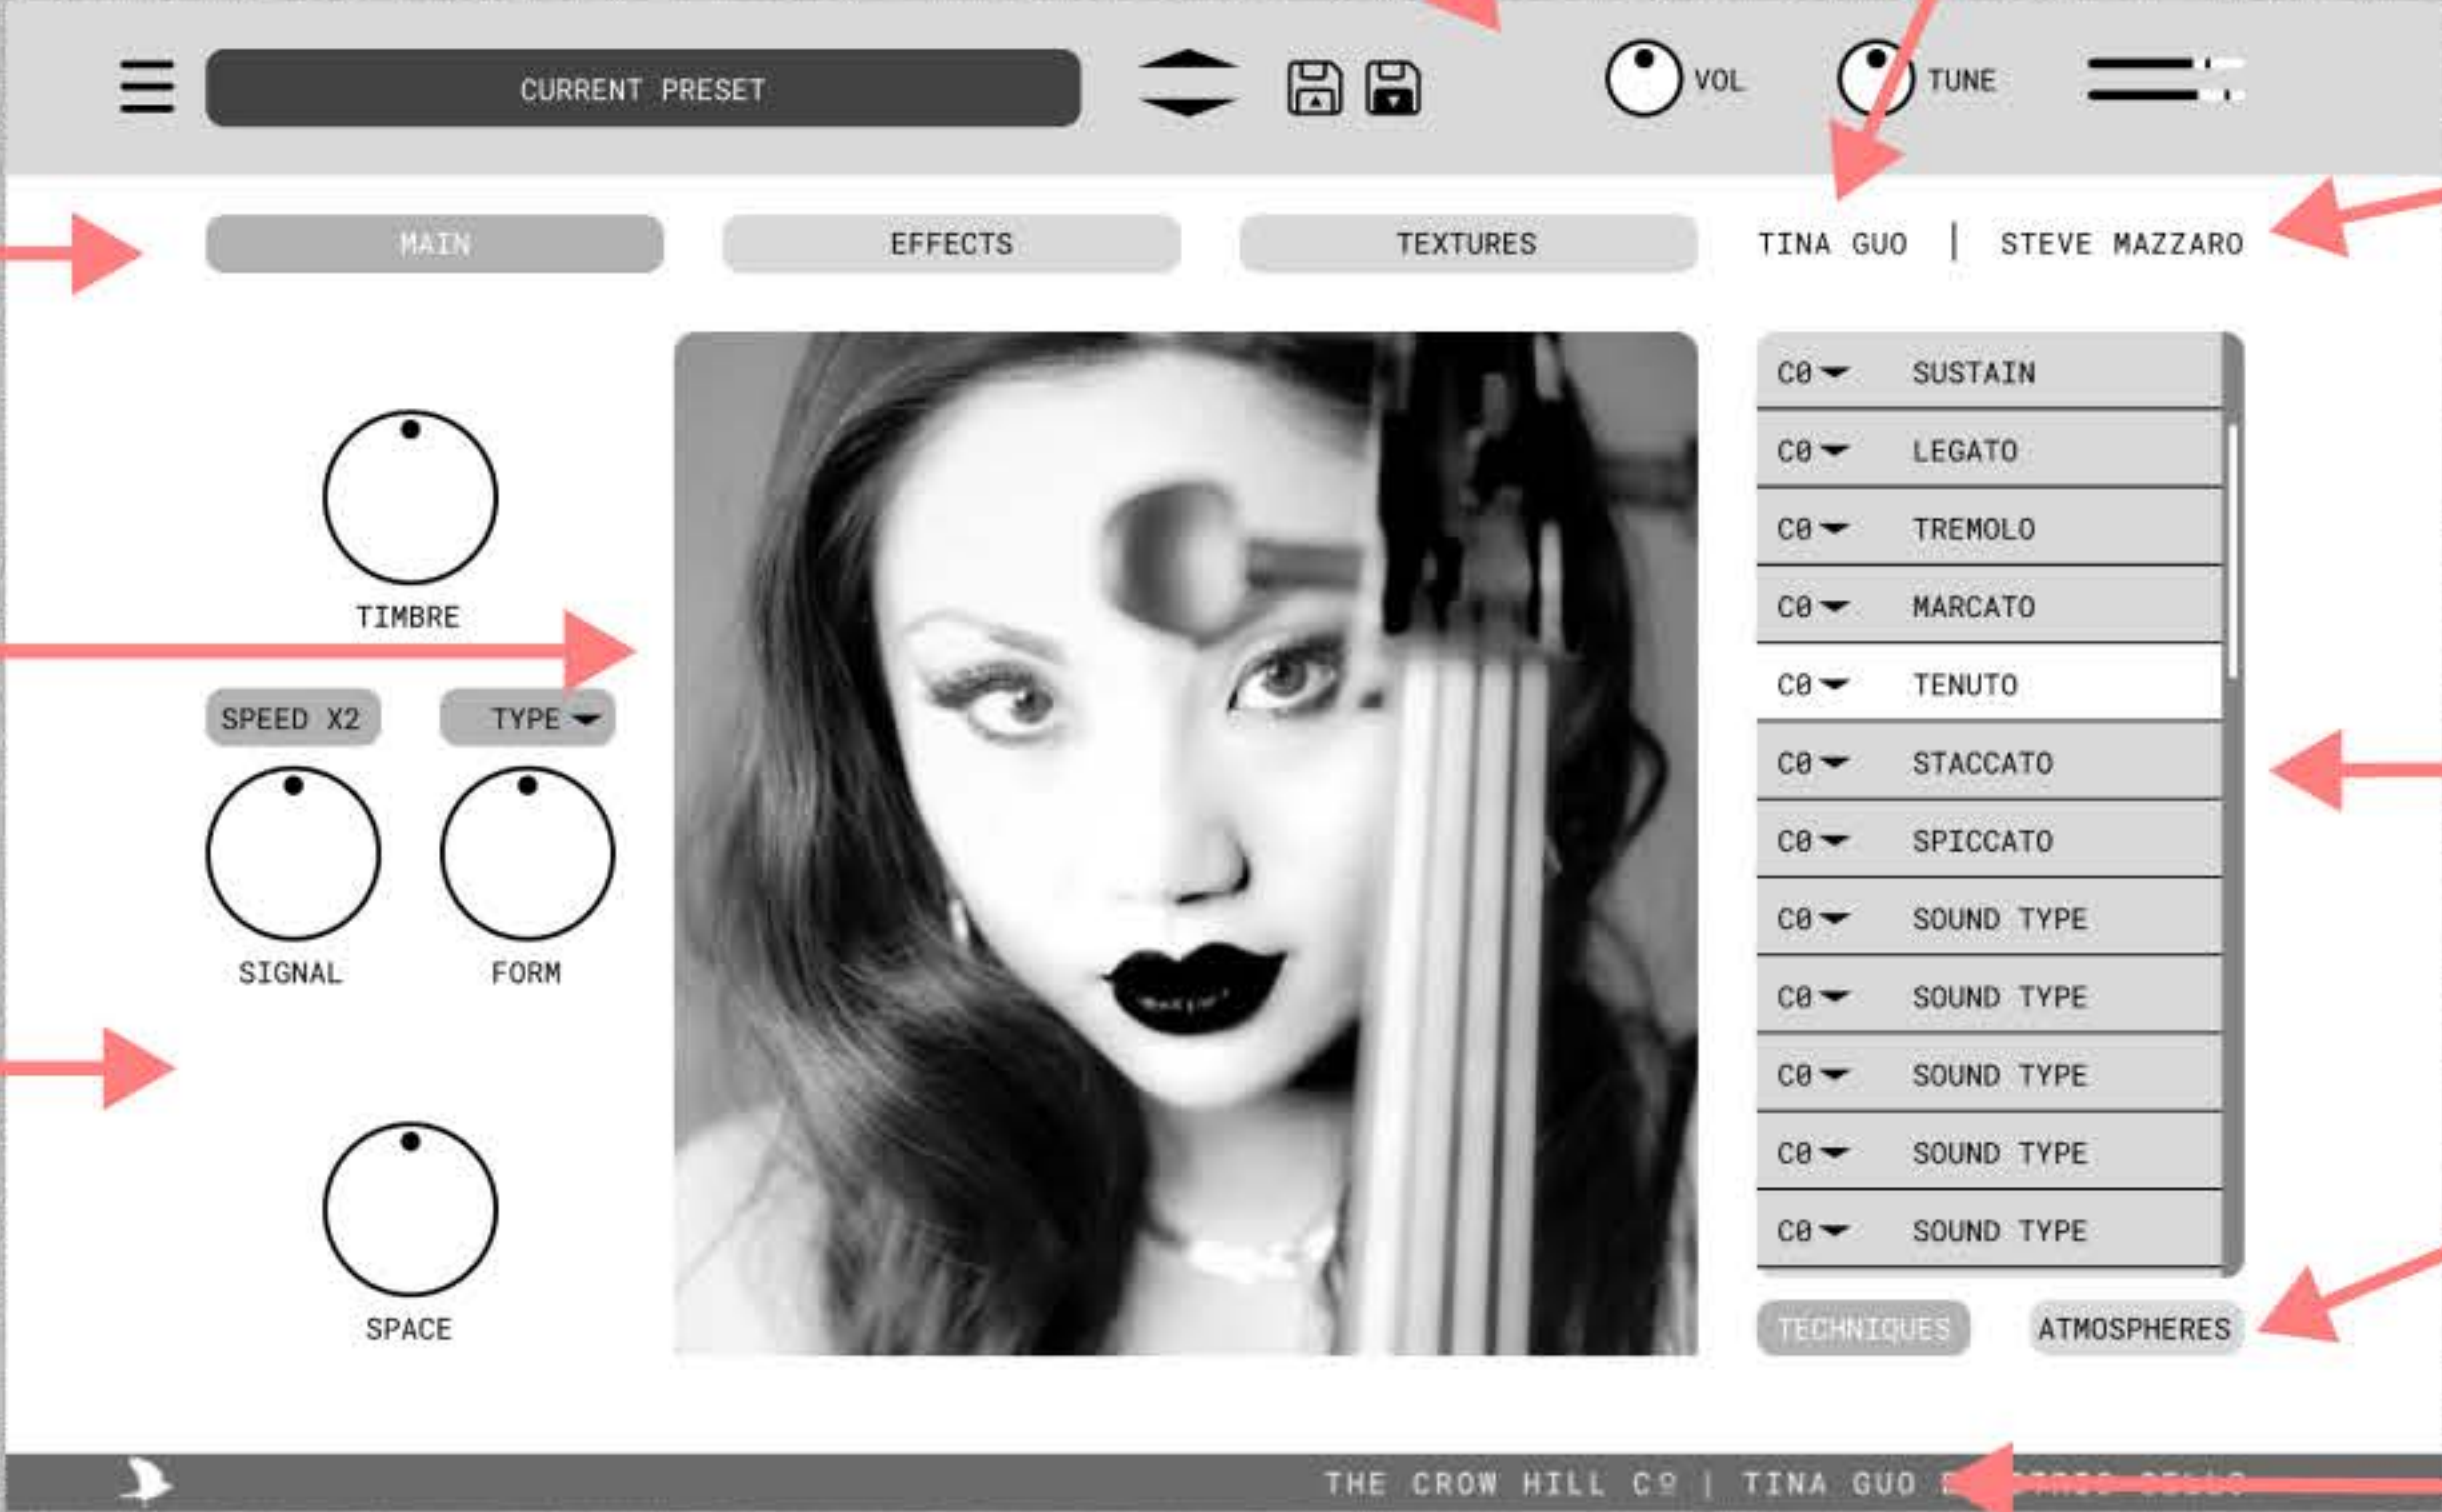 CURRENT PRESET
VOL
TUNE
MAIN
EFFECTS
TEXTURES
TINA GUO | STEVE MAZZARO
TIMBRE
SPEED X2
TYPE
SIGNAL
FORM
SPACE
C0 SUSTAIN
C0 LEGATO
C0 TREMOLO
C0 MARCATO
C0 TENUTO
C0 STACCATO
C0 SPICCATO
C0 SOUND TYPE
C0 SOUND TYPE
C0 SOUND TYPE
C0 SOUND TYPE
C0 SOUND TYPE
TECHNIQUES
ATMOSPHERES
THE CROW HILL Cº | TINA GUO